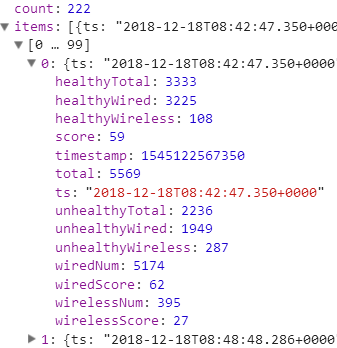 count: 222
▼ items: [{ts: "2018-12-18T08:42:47.350+0000"
▼ [0 … 99]
▼ 0: {ts: "2018-12-18T08:42:47.350+0000"
healthyTotal: 3333
healthyWired: 3225
healthyWireless: 108
score: 59
timestamp: 1545122567350
total: 5569
ts: "2018-12-18T08:42:47.350+0000"
unhealthyTotal: 2236
unhealthyWired: 1949
unhealthyWireless: 287
wiredNum: 5174
wiredScore: 62
wirelessNum: 395
wirelessScore: 27
▶ 1: {ts: "2018-12-18T08:48:48.286+0000"